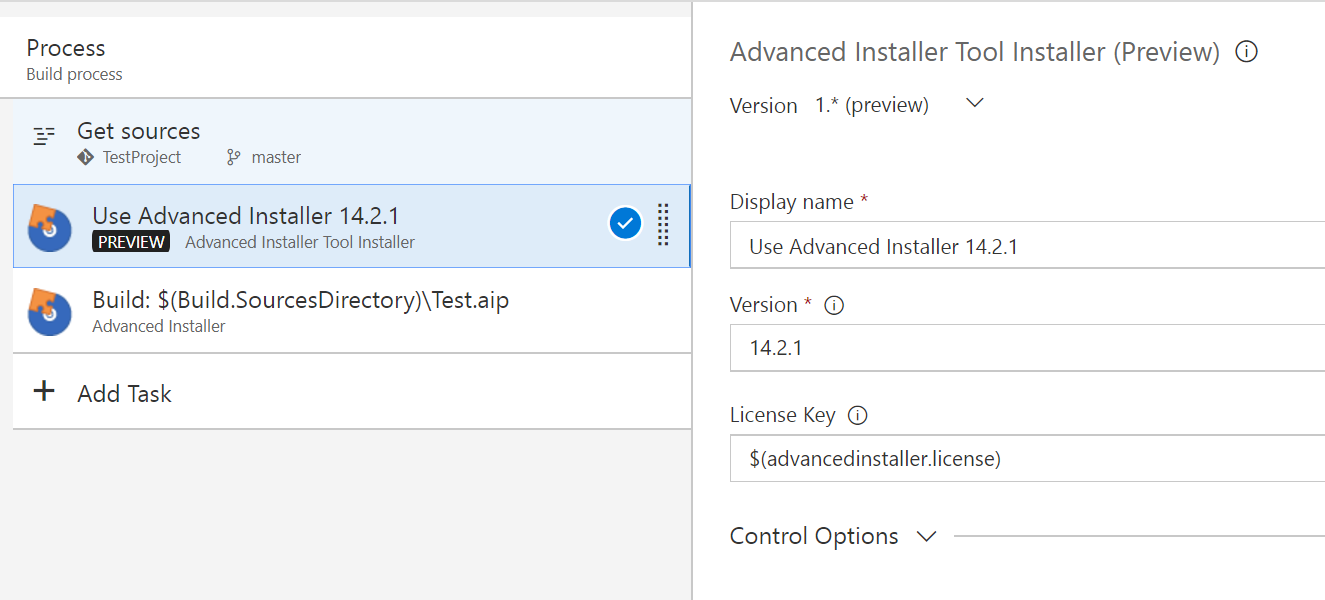 Process
Build process
Get sources
TestProject master
Use Advanced Installer 14.2.1
PREVIEW Advanced Installer Tool Installer
Build: $(Build.SourcesDirectory)\Test.aip
Advanced Installer
Add Task
Advanced Installer Tool Installer (Preview)
Version 1.* (preview)
Display name *
Use Advanced Installer 14.2.1
Version *
14.2.1
License Key
$(advancedinstaller.license)
Control Options